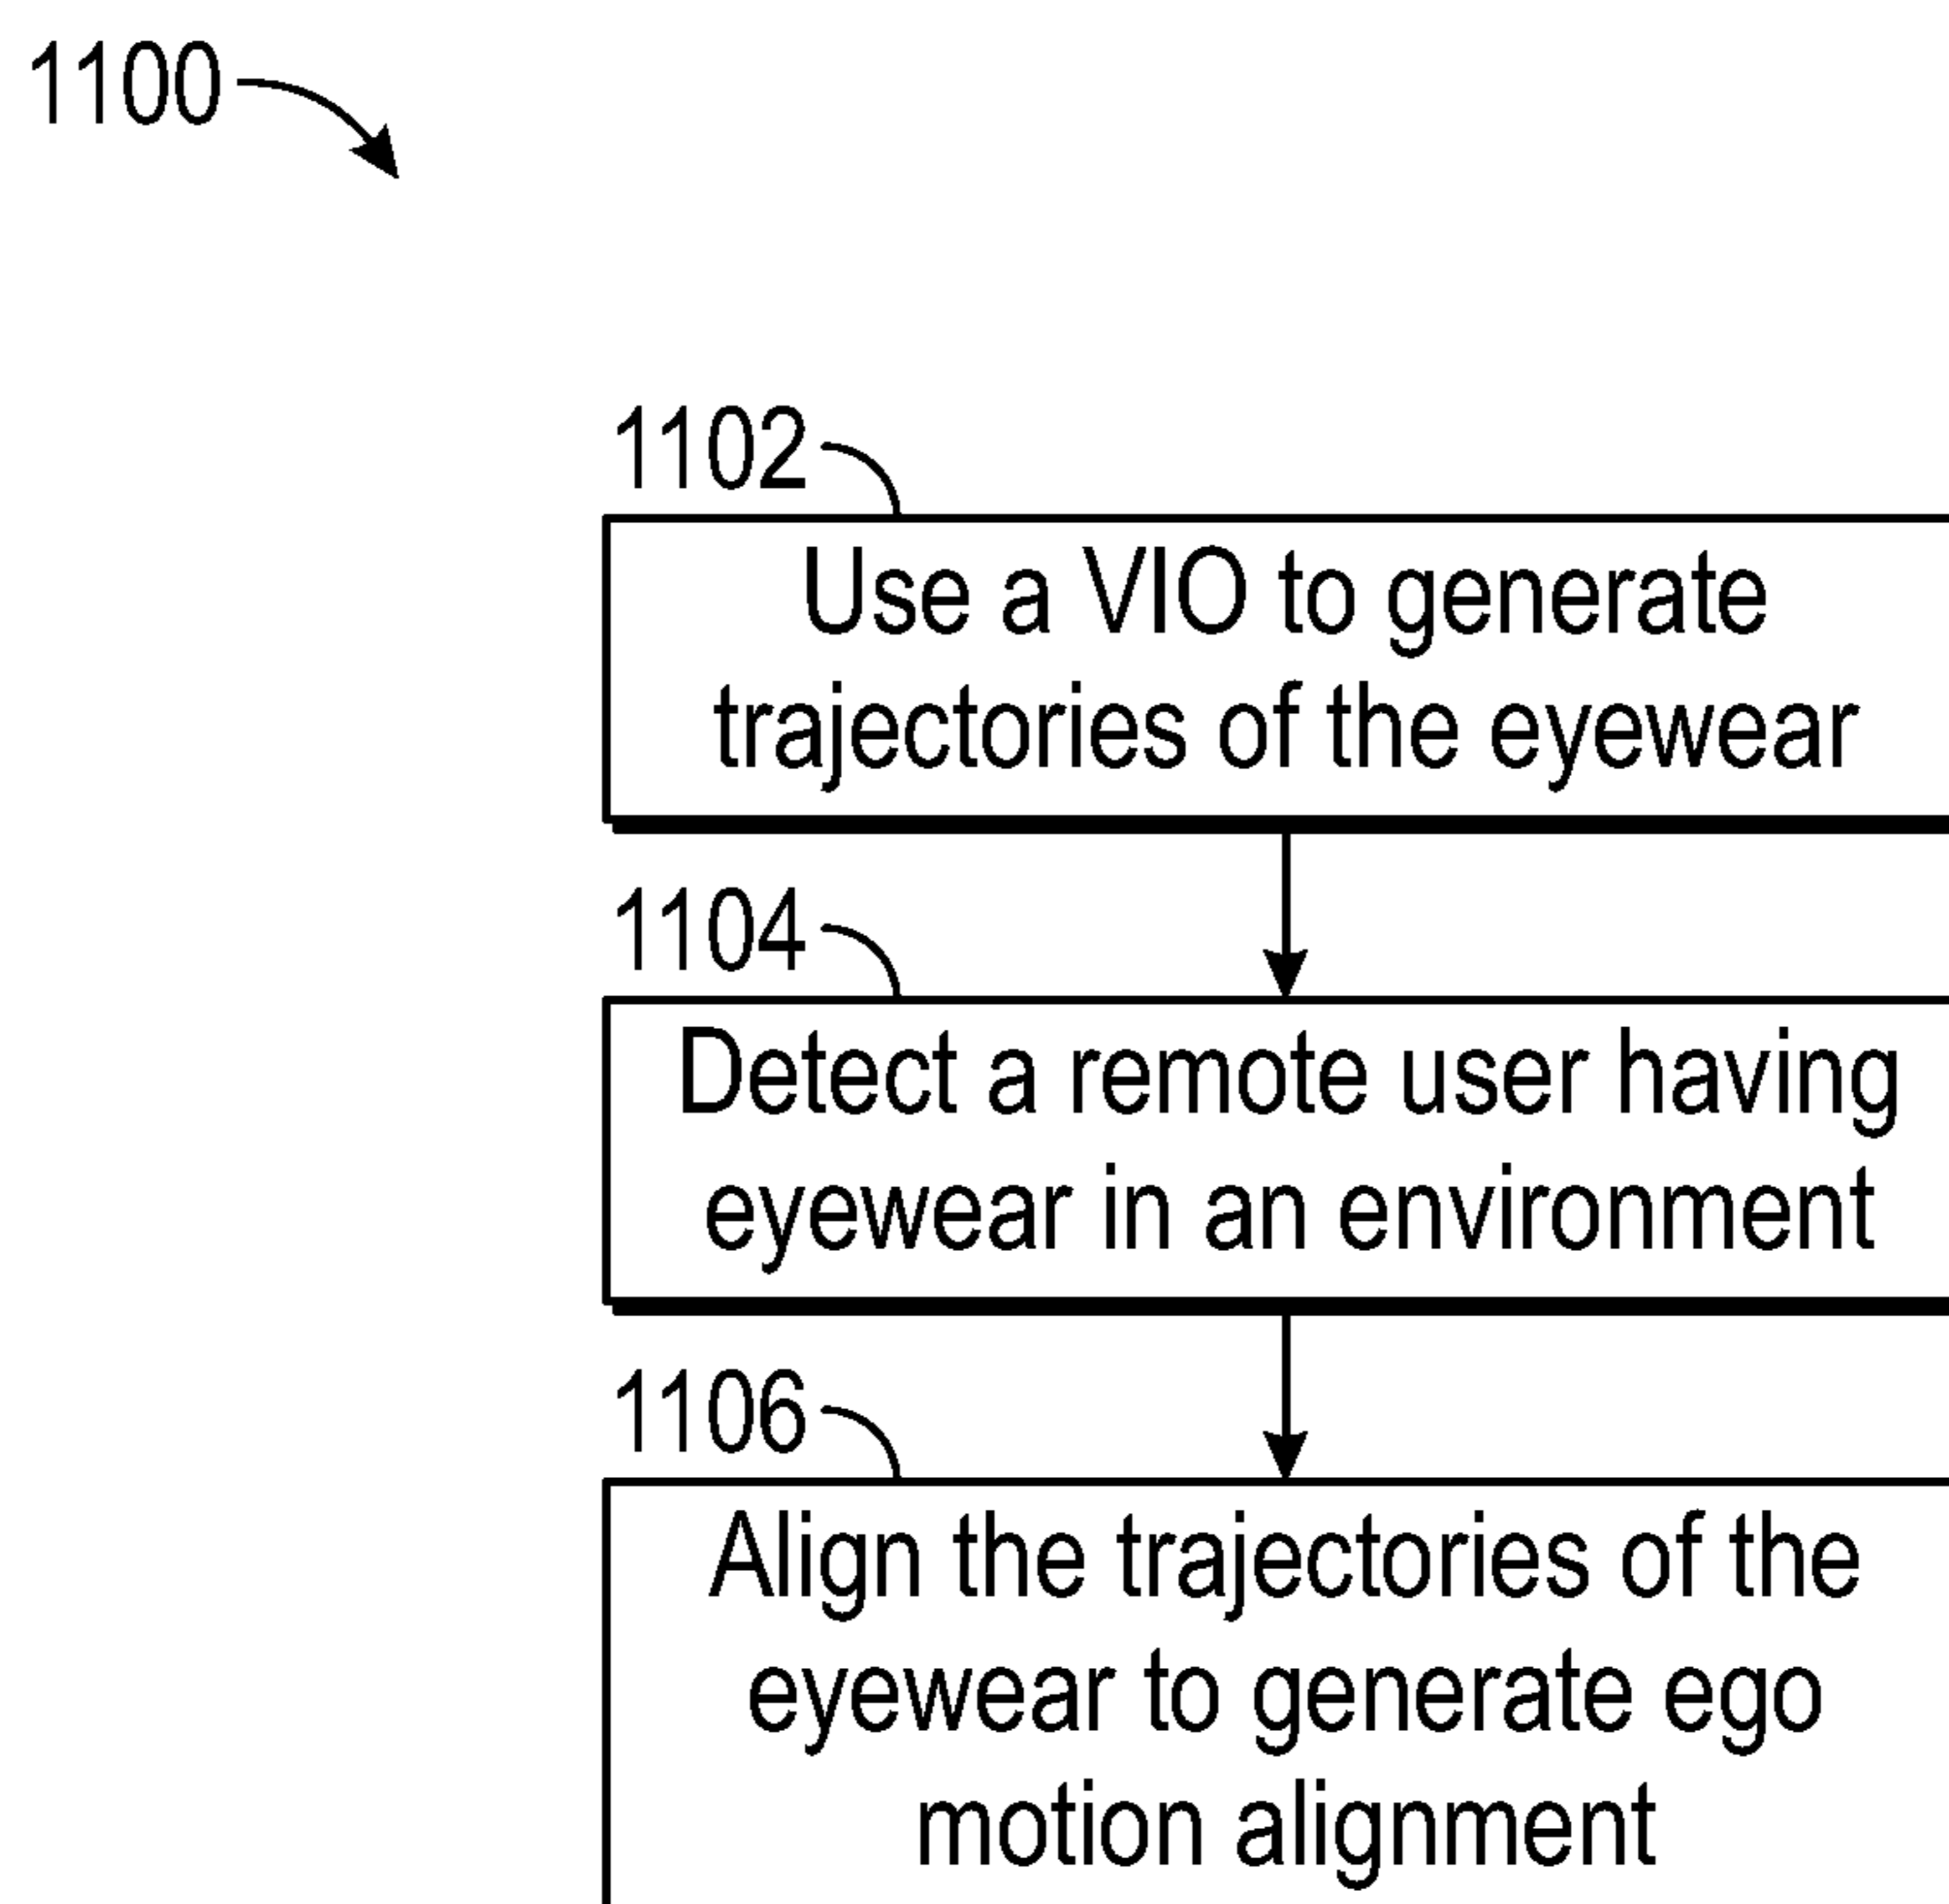 1100
1102
Use a VIO to generate
trajectories of the eyewear
1104
Detect a remote user having
eyewear in an environment
1106
Align the trajectories of the
eyewear to generate ego
motion alignment